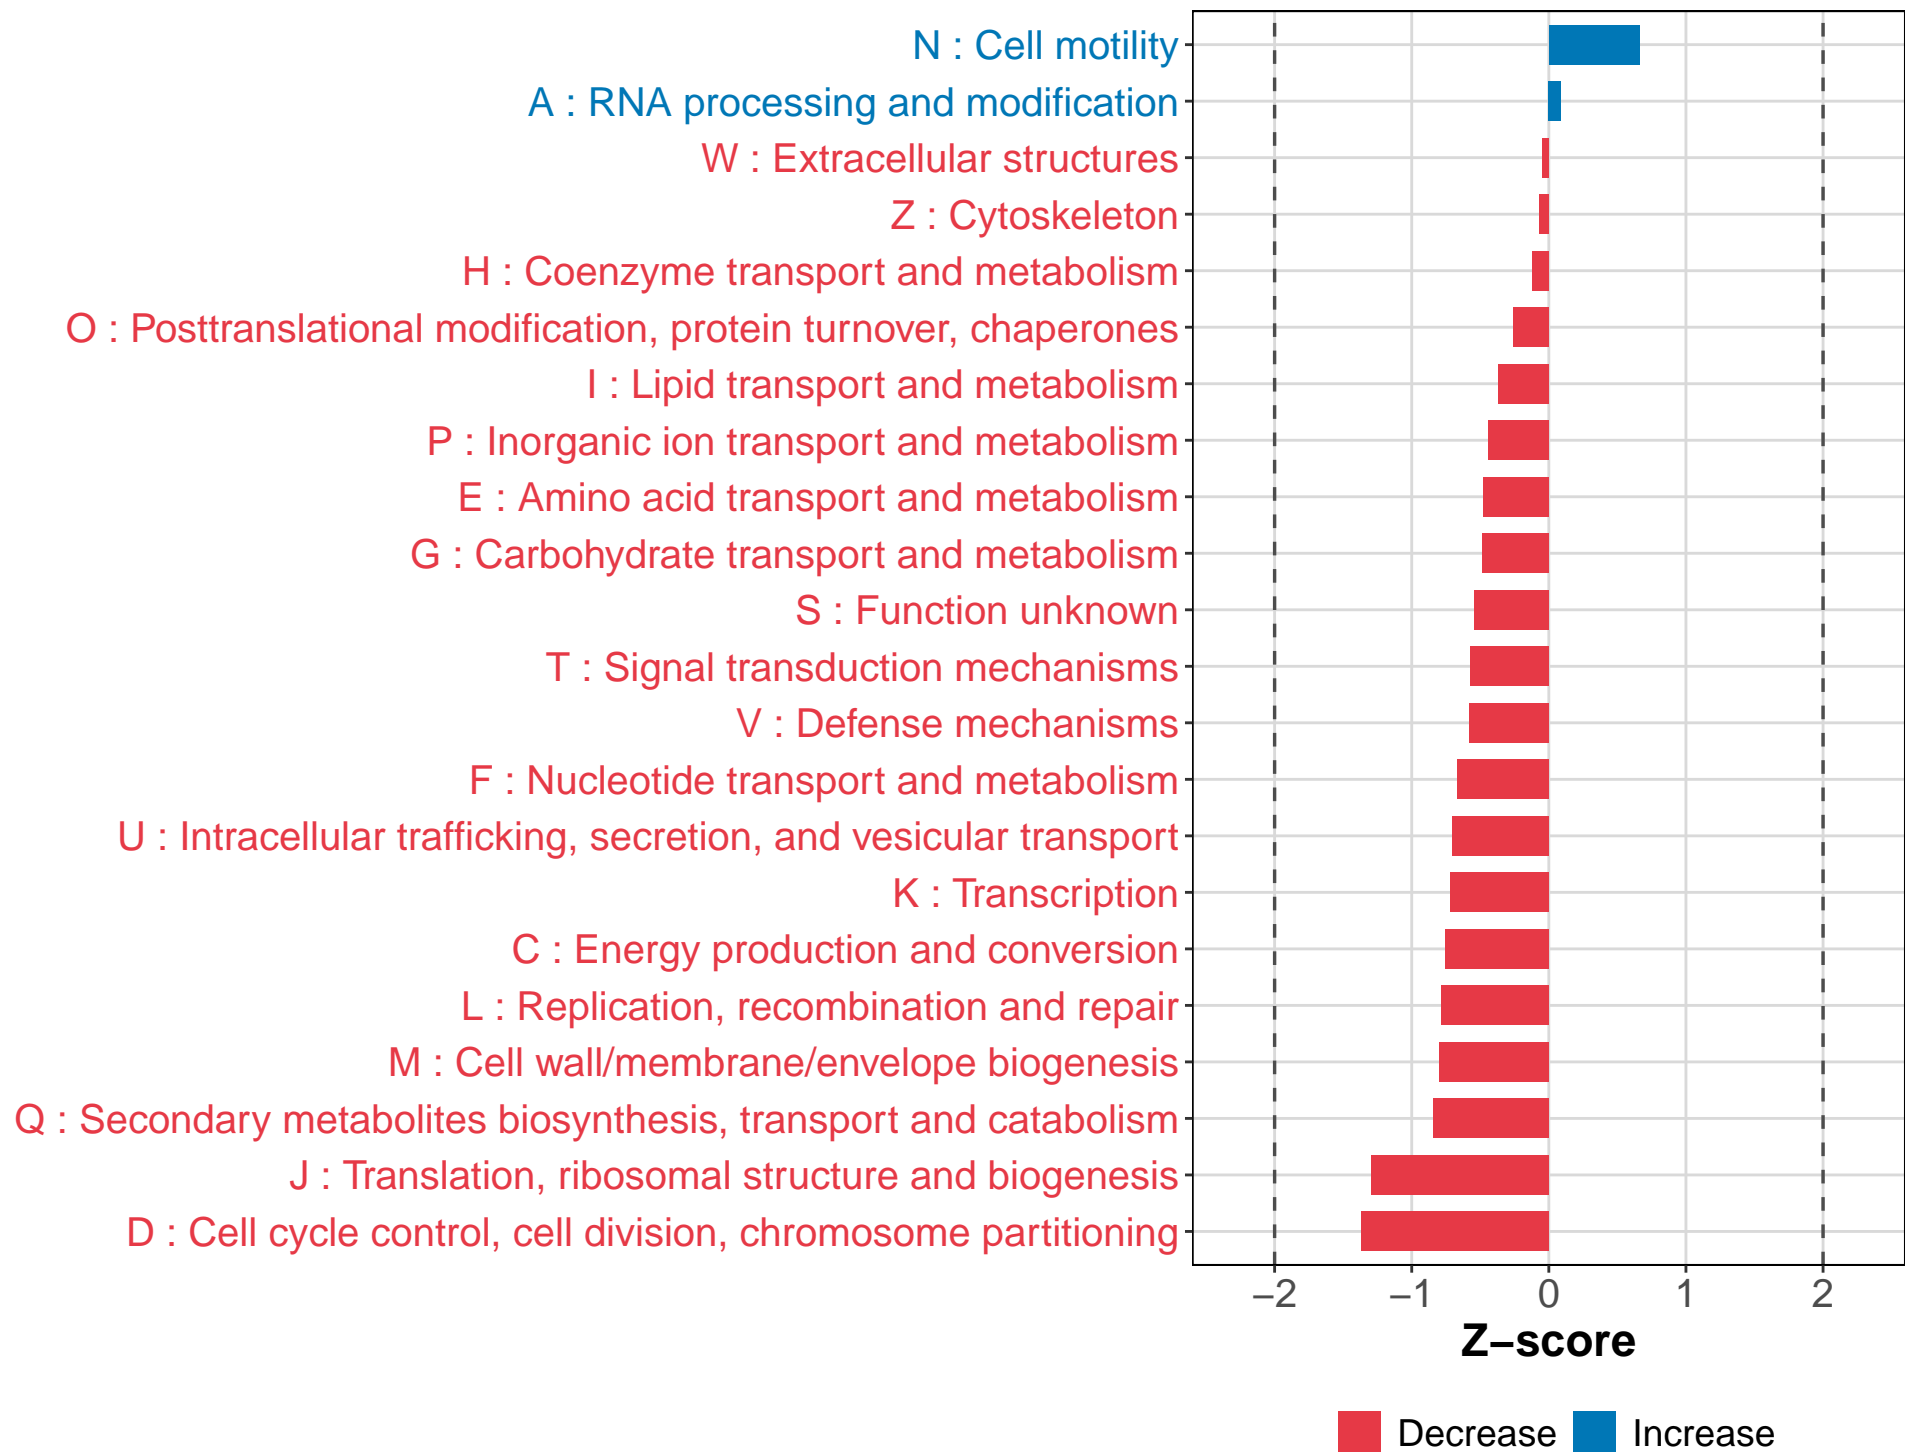 N : Cell motility
A : RNA processing and modification
W : Extracellular structures
Z : Cytoskeleton
H : Coenzyme transport and metabolism
O : Posttranslational modification, protein turnover, chaperones
I : Lipid transport and metabolism
P : Inorganic ion transport and metabolism
E : Amino acid transport and metabolism
G : Carbohydrate transport and metabolism
S : Function unknown
T : Signal transduction mechanisms
V : Defense mechanisms
F : Nucleotide transport and metabolism
U : Intracellular trafficking, secretion, and vesicular transport
K : Transcription
C : Energy production and conversion
L : Replication, recombination and repair
M : Cell wall/membrane/envelope biogenesis
Q : Secondary metabolites biosynthesis, transport and catabolism
J : Translation, ribosomal structure and biogenesis
D : Cell cycle control, cell division, chromosome partitioning
−2 −1 0 1 2
Z−score
Decrease Increase